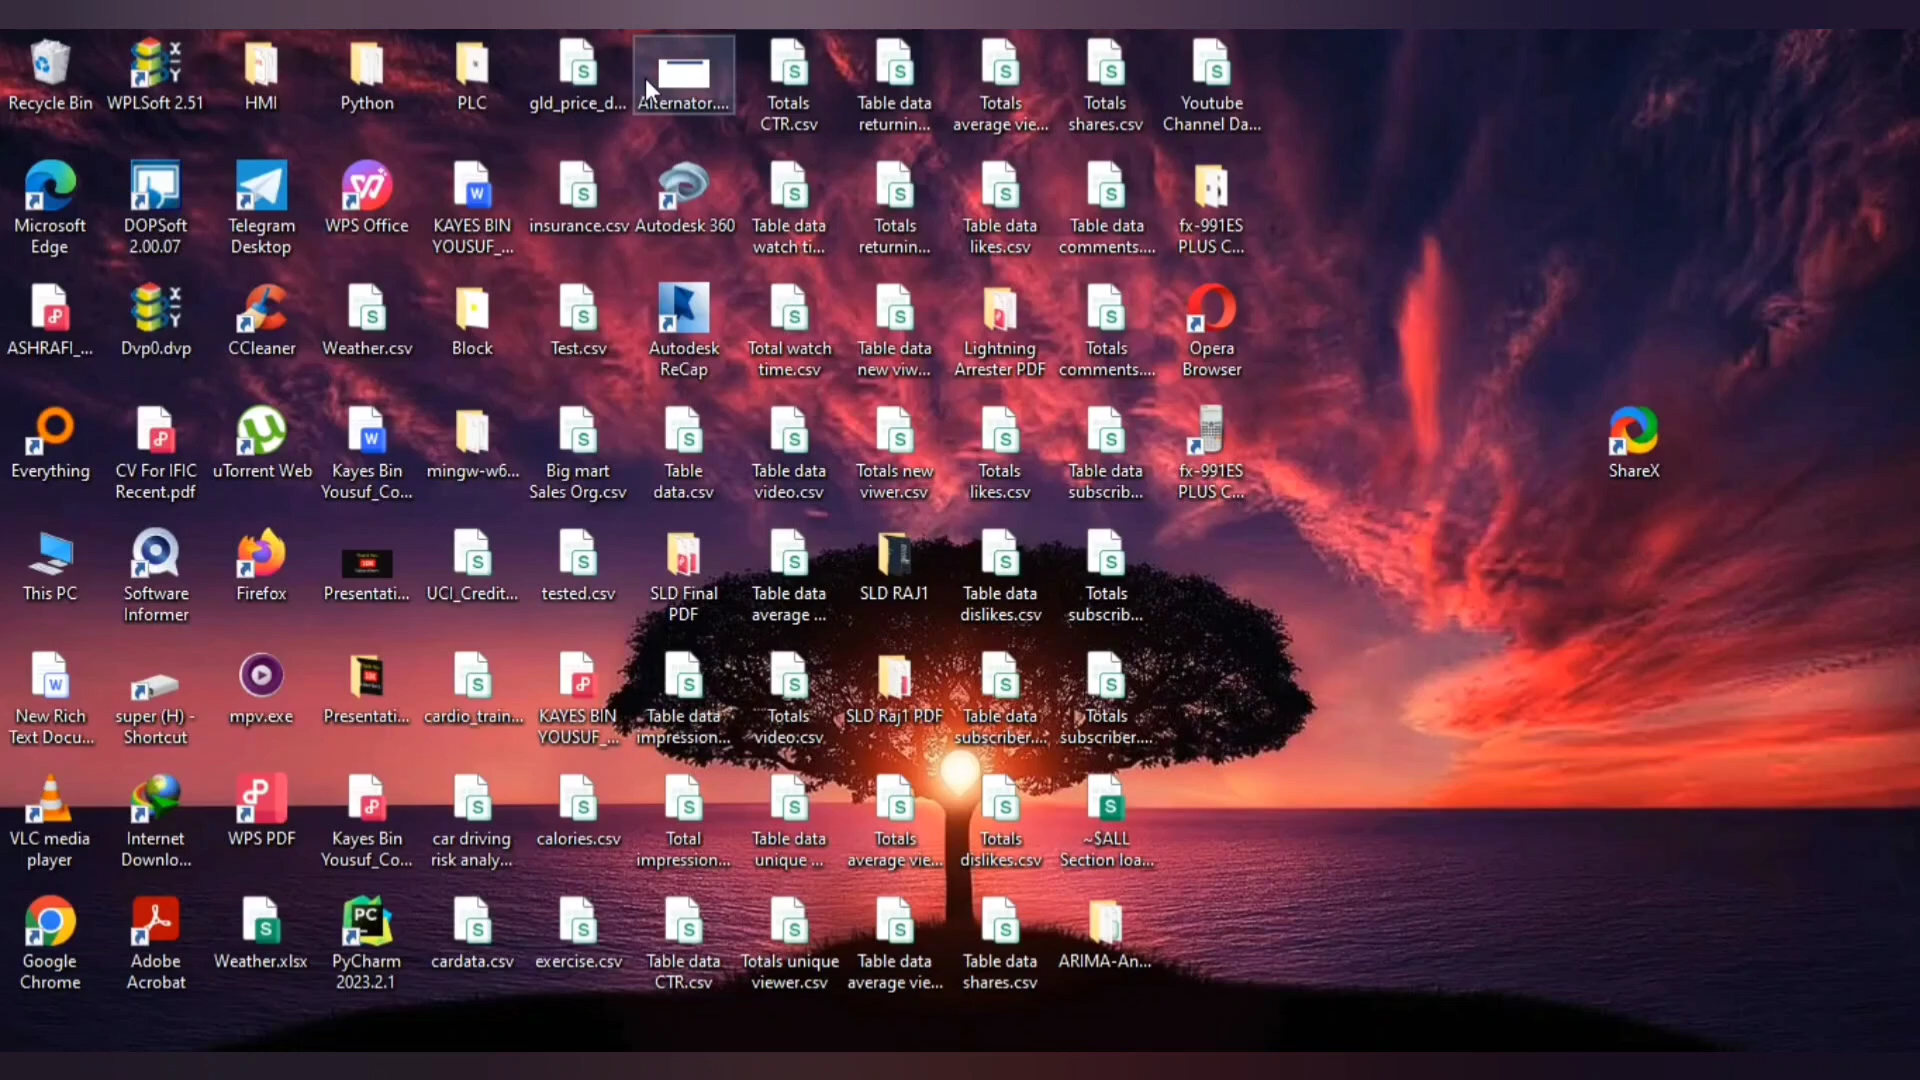 Recycle Bin
WPLSoft 2.51
HMI
Python
PLC
gld_price_d...
Alternator....
Totals
CTR.csv
Table data
returnin...
Totals
average vie...
Totals
shares.csv
Youtube
Channel Da...
Microsoft
Edge
DOPSoft
2.00.07
Telegram
Desktop
WPS Office
KAYES BIN
YOUSUF_...
insurance.csv
Autodesk 360
Table data
watch ti...
Totals
returnin...
Table data
likes.csv
Table data
comments....
fx-991ES
PLUS C...
ASHRAFI_...
Dvp0.dvp
CCleaner
Weather.csv
Block
Test.csv
Autodesk
ReCap
Total watch
time.csv
Table data
new viw...
Lightning
Arrester PDF
Totals
comments....
Opera
Browser
Everything
CV For IFIC
Recent.pdf
uTorrent Web
Kayes Bin
Yousuf_Co...
mingw-w6...
Big mart
Sales Org.csv
Table
data.csv
Table data
video.csv
Totals new
viwer.csv
Totals
likes.csv
Table data
subscrib...
fx-991ES
PLUS C...
ShareX
This PC
Software
Informer
Firefox
Presentati...
UCI_Credit...
tested.csv
SLD Final
PDF
Table data
average ...
SLD RAJ1
Table data
dislikes.csv
Totals
subscrib...
New Rich
Text Docu...
super (H) -
Shortcut
mpv.exe
Presentati...
cardio_train...
KAYES BIN
YOUSUF_...
Table data
impression...
Totals
video.csv
SLD Raj1 PDF
Table data
subscriber....
Totals
subscriber....
VLC media
player
Internet
Downlo...
WPS PDF
Kayes Bin
Yousuf_Co...
car driving
risk analy...
calories.csv
Total
impression...
Table data
unique ...
Totals
average vie...
Totals
dislikes.csv
~$ALL
Section loa...
Google
Chrome
Adobe
Acrobat
Weather.xlsx
PC
PyCharm
2023.2.1
cardata.csv
exercise.csv
Table data
CTR.csv
Totals unique
viewer.csv
Table data
average vie...
Table data
shares.csv
ARIMA-An...